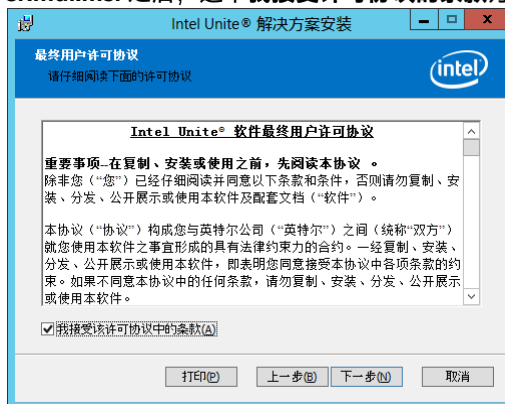 Intel Unite® 解决方案安装
最终用户许可协议
请仔细阅读下面的许可协议
intel
Intel Unite® 软件最终用户许可协议
重要事项--在复制、安装或使用之前，先阅读本协议 。
除非您（“您”）已经仔细阅读并同意以下条款和条件，否则请勿复制、安
装、分发、公开展示或使用本软件及配套文档（“软件”）。
本协议（“协议”）构成您与英特尔公司（“英特尔”）之间（统称“双方”）
就您使用本软件之事宜形成的具有法律约束力的合约。一经复制、安装、
分发、公开展示或使用本软件，即表明您同意接受本协议中各项条款的约
束。如果不同意本协议中的任何条款，请勿复制、安装、分发、公开展示
或使用本软件。
我接受该许可协议中的条款(A)
打印(P) 上一步(B) 下一步(N) 取消